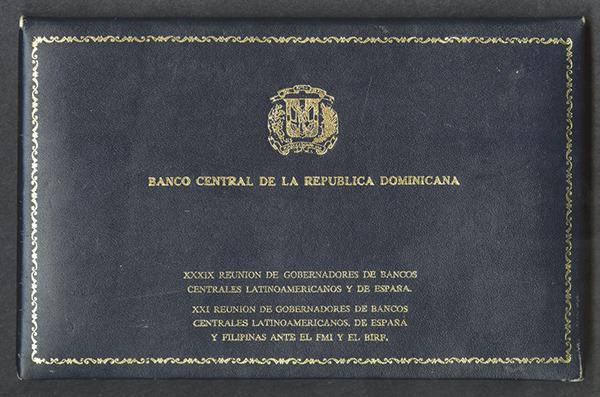 BANCO CENTRAL DE LA REPUBLICA DOMINICANA
XXXIX REUNION DE GOBERNADORES DE BANCOS
CENTRALES LATINOAMERICANOS Y DE ESPAÑA.
XXI REUNION DE GOBERNADORES DE BANCOS
CENTRALES LATINOAMERICANOS, DE ESPAÑA
Y FILIPINAS ANTE EL FMI Y EL BIRF.